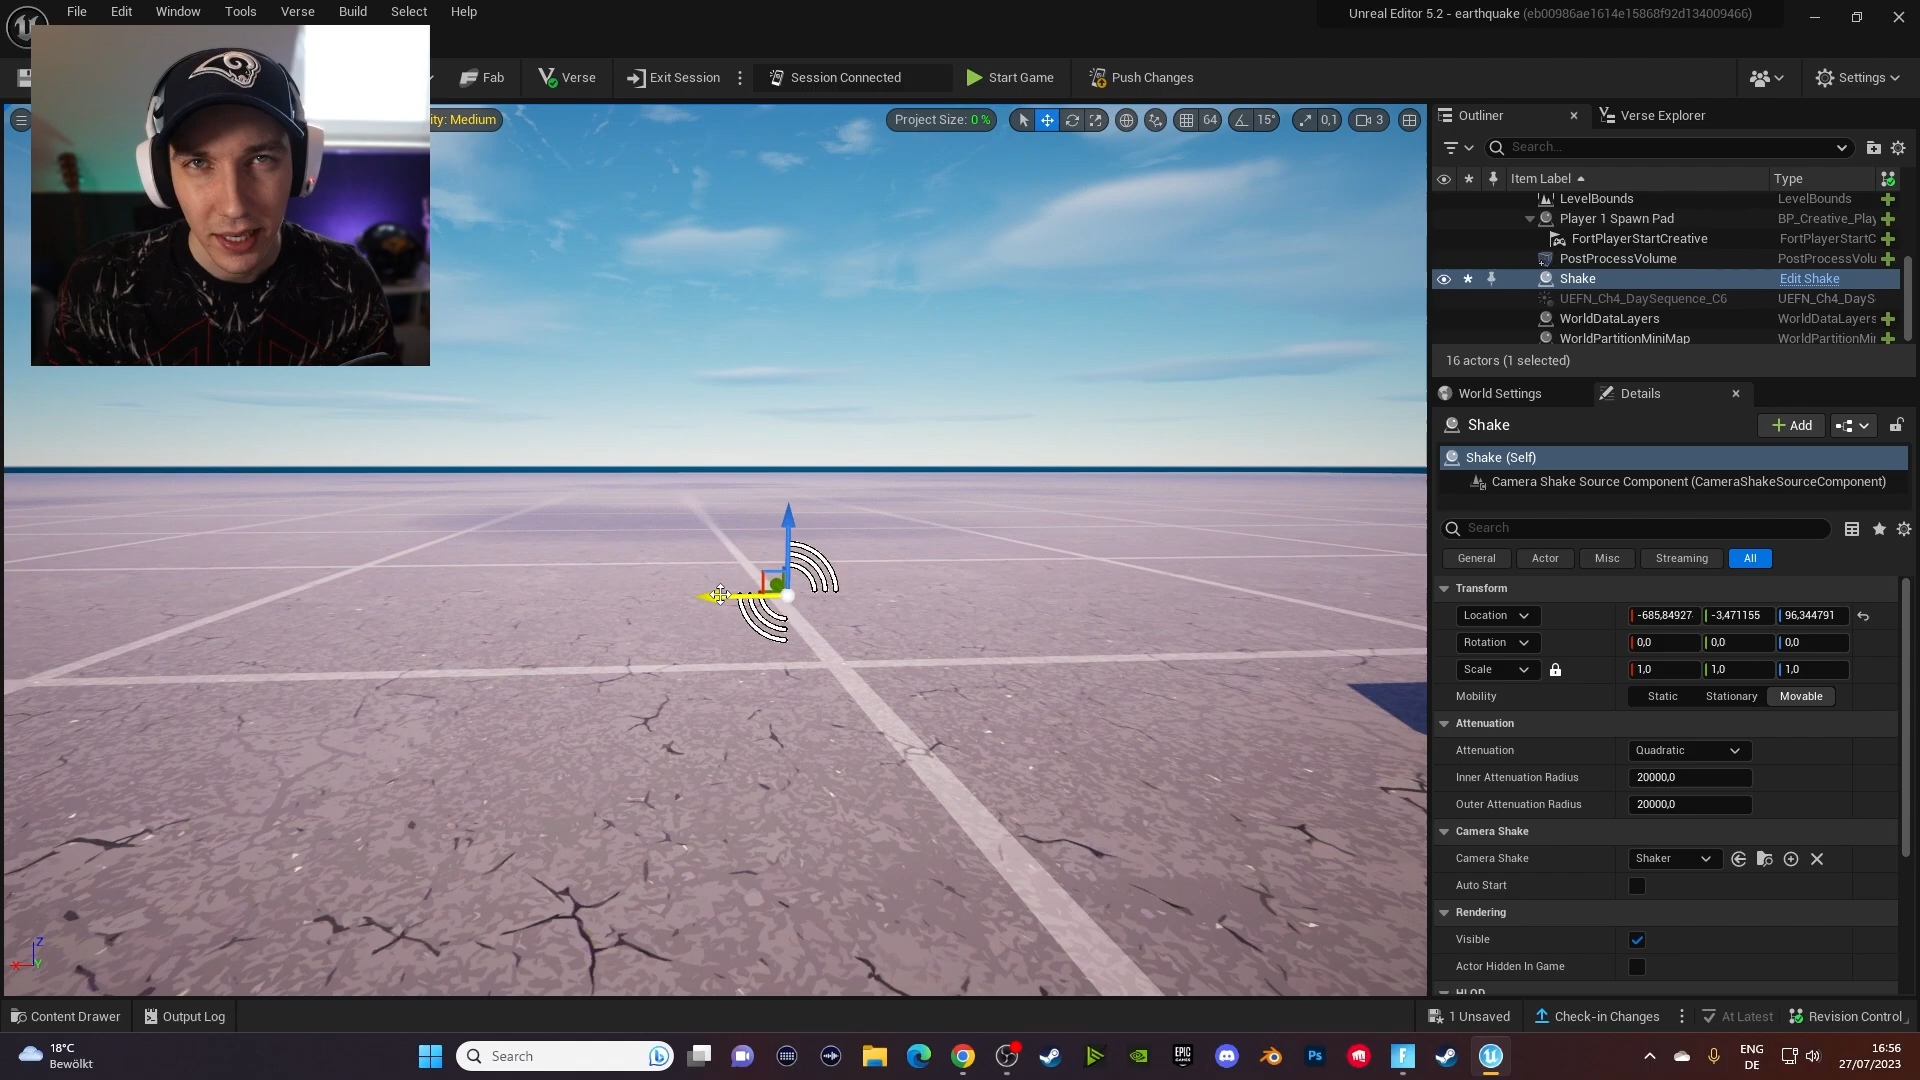 File Edit Window Tools Verse Build Select Help
Unreal Editor 5.2 - earthquake (eb00986ae1614e15868f92d134009466)
Fab Verse Exit Session Session Connected Start Game Push Changes Settings
ity: Medium Project Size: 0 % 64 15° 0,1 3
Outliner Verse Explorer
Search...
Item Label Type
LevelBounds LevelBounds
Player 1 Spawn Pad BP_Creative_Play
FortPlayerStartCreative FortPlayerStartC
PostProcessVolume PostProcessVolu
Shake Edit Shake
UEFN_Ch4_DaySequence_C6 UEFN_Ch4_DayS
WorldDataLayers WorldDataLayers
WorldPartitionMiniMap WorldPartitionMi
16 actors (1 selected)
World Settings Details
Shake Add
Shake (Self)
Camera Shake Source Component (CameraShakeSourceComponent)
Search
General Actor Misc Streaming All
Transform
Location -685,84927 -3,471155 96,344791
Rotation 0,0 0,0 0,0
Scale 1,0 1,0 1,0
Mobility Static Stationary Movable
Attenuation
Attenuation Quadratic
Inner Attenuation Radius 20000,0
Outer Attenuation Radius 20000,0
Camera Shake
Camera Shake Shaker
Auto Start
Rendering
Visible
Actor Hidden In Game
HLOD
Z
X Y
Content Drawer Output Log 1 Unsaved Check-in Changes At Latest Revision Control
18°C
Bewölkt
Search
EPIC GAMES
Ps
ENG
DE
16:56
27/07/2023